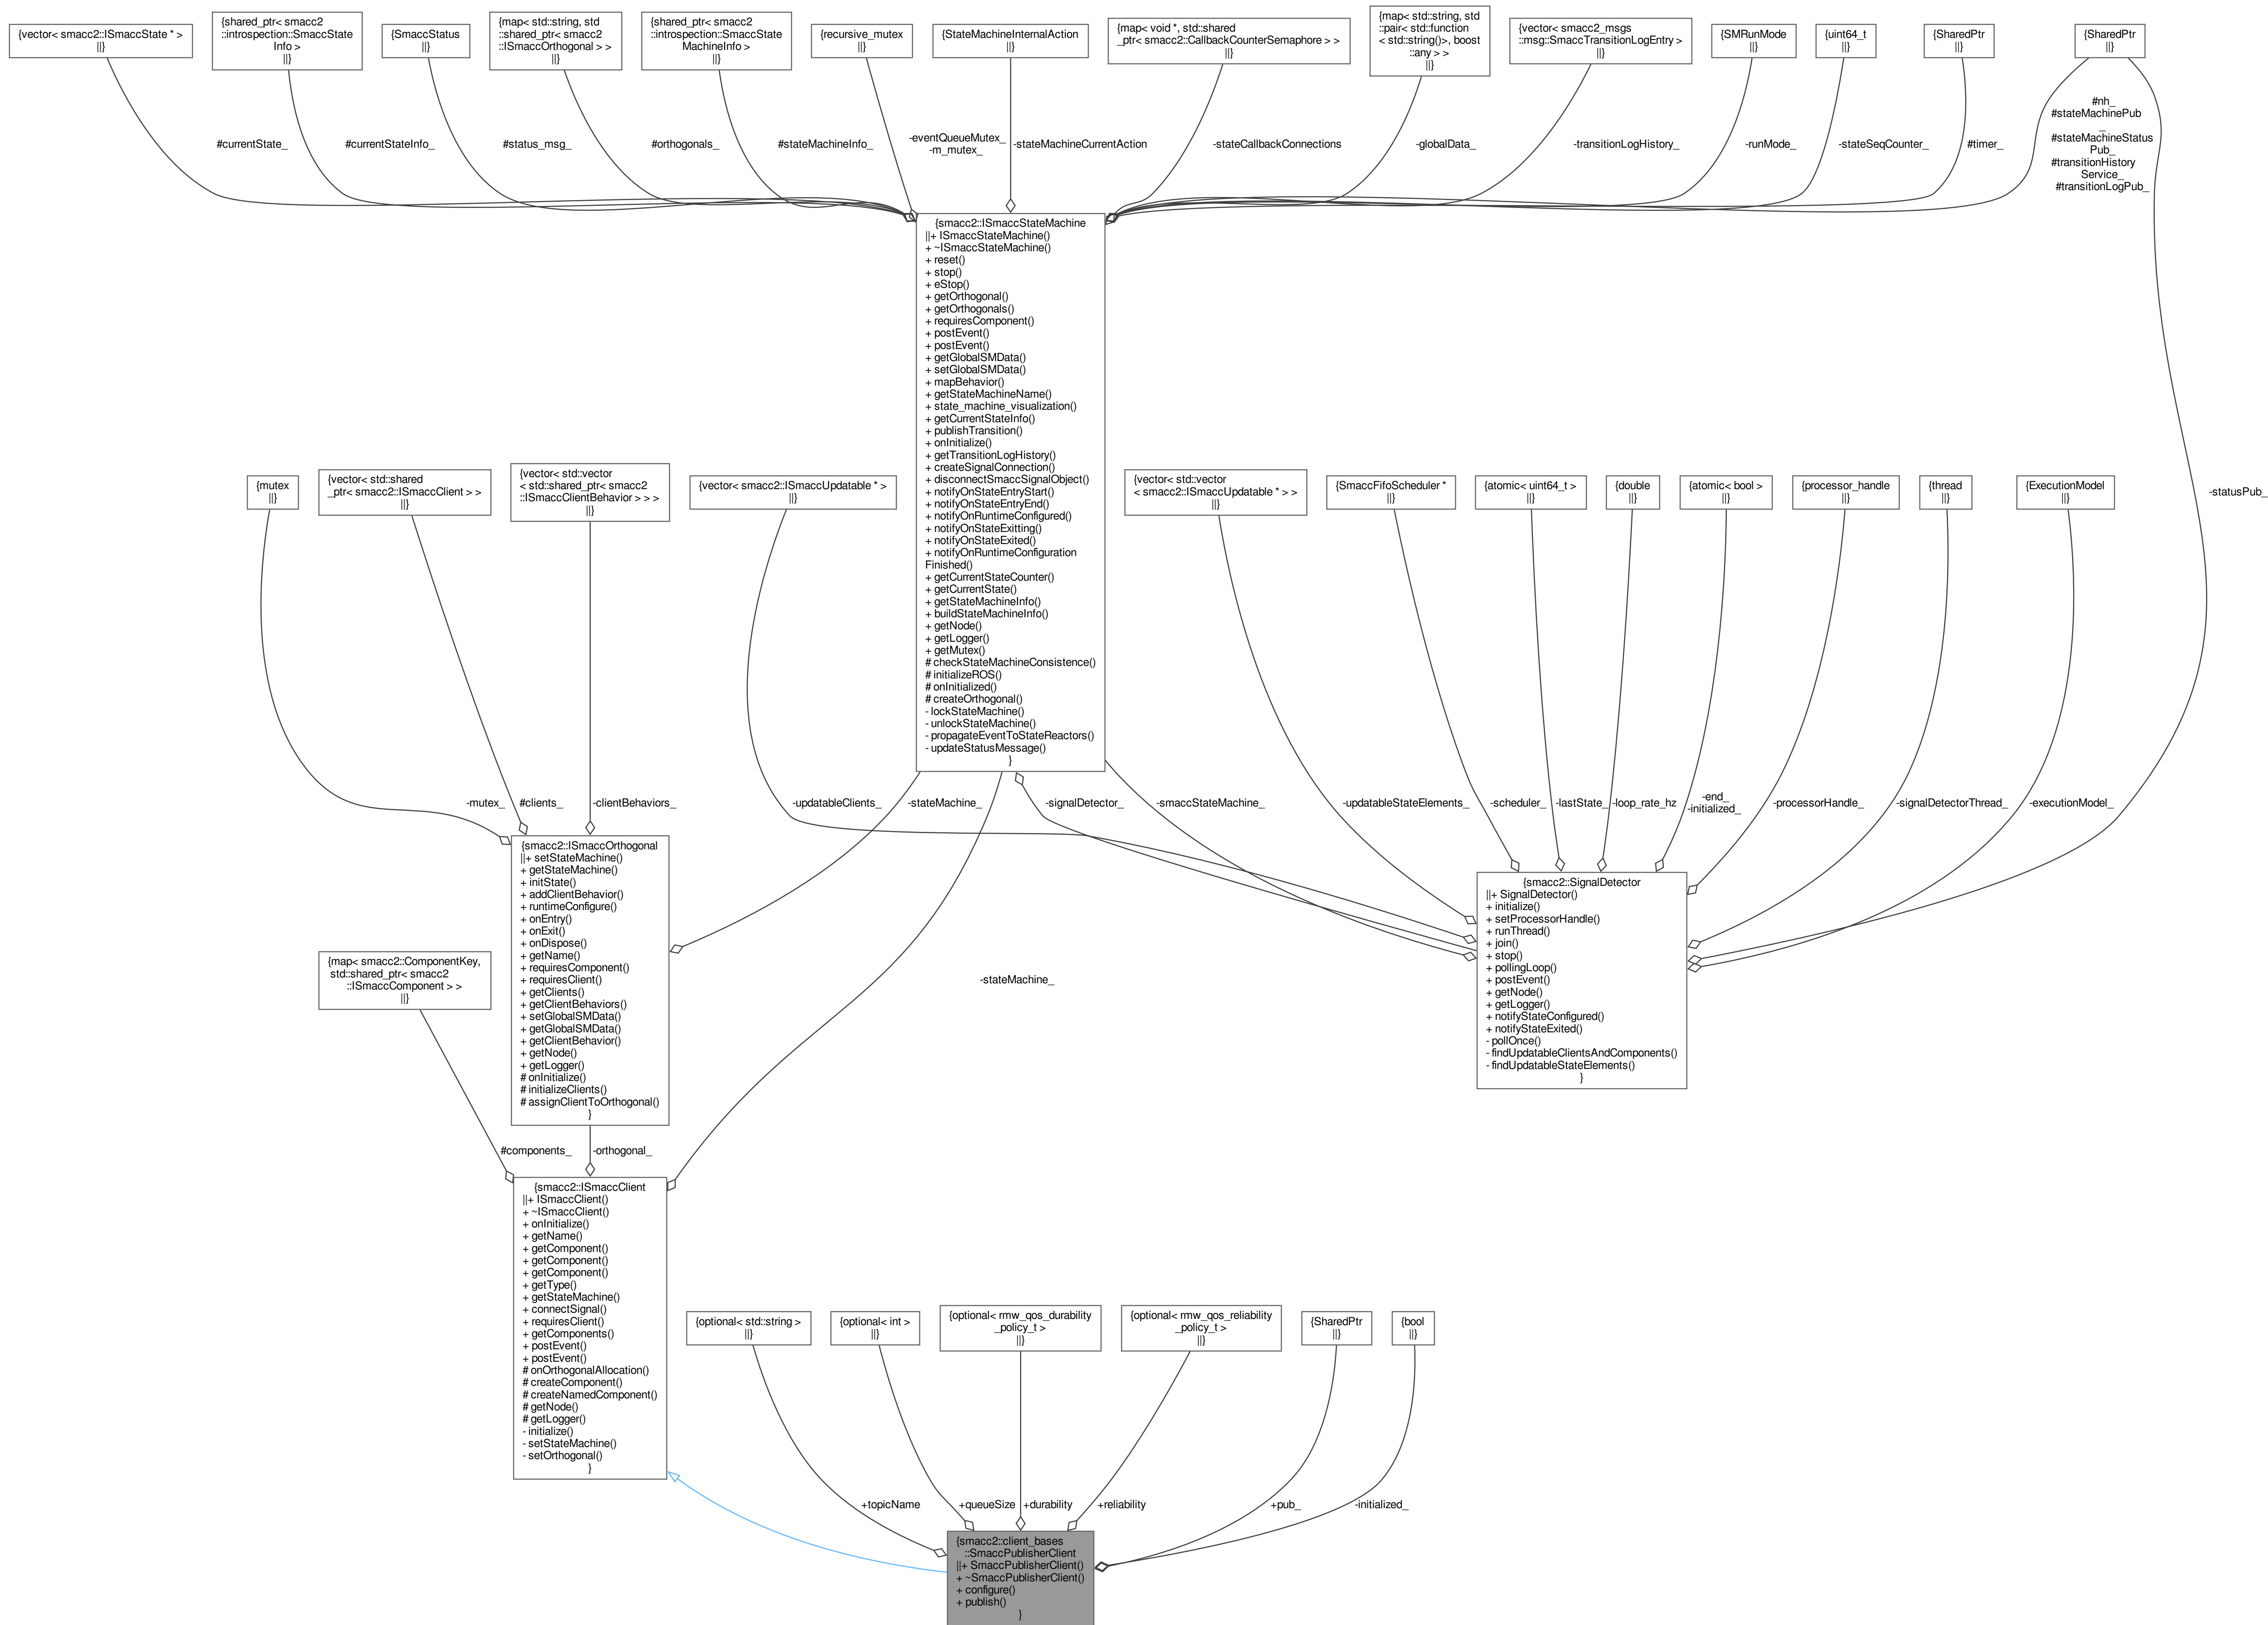 {vector< smacc2::ISmaccState * >
||}
{shared_ptr< smacc2
::introspection::SmaccState
Info >
||}
{SmaccStatus
||}
{map< std::string, std
::shared_ptr< smacc2
::ISmaccOrthogonal > >
||}
{shared_ptr< smacc2
::introspection::SmaccState
MachineInfo >
||}
{recursive_mutex
||}
{StateMachineInternalAction
||}
{map< void *, std::shared
_ptr< smacc2::CallbackCounterSemaphore > >
||}
{map< std::string, std
::pair< std::function
< std::string()>, boost
::any > >
||}
{vector< smacc2_msgs
::msg::SmaccTransitionLogEntry >
||}
{SMRunMode
||}
{uint64_t
||}
{SharedPtr
||}
{SharedPtr
||}
#currentState_
#currentStateInfo_
#status_msg_
#orthogonals_
#stateMachineInfo_
-eventQueueMutex_
-m_mutex_
-stateMachineCurrentAction
-stateCallbackConnections
-globalData_
-transitionLogHistory_
-runMode_
-stateSeqCounter_
#timer_
#nh_
#stateMachinePub
_
#stateMachineStatus
Pub_
#transitionHistory
Service_
#transitionLogPub_
{smacc2::ISmaccStateMachine
||+ ISmaccStateMachine()
+ ~ISmaccStateMachine()
+ reset()
+ stop()
+ eStop()
+ getOrthogonal()
+ getOrthogonals()
+ requiresComponent()
+ postEvent()
+ postEvent()
+ getGlobalSMData()
+ setGlobalSMData()
+ mapBehavior()
+ getStateMachineName()
+ state_machine_visualization()
+ getCurrentStateInfo()
+ publishTransition()
+ onInitialize()
+ getTransitionLogHistory()
+ createSignalConnection()
+ disconnectSmaccSignalObject()
+ notifyOnStateEntryStart()
+ notifyOnStateEntryEnd()
+ notifyOnRuntimeConfigured()
+ notifyOnStateExitting()
+ notifyOnStateExited()
+ notifyOnRuntimeConfiguration
Finished()
+ getCurrentStateCounter()
+ getCurrentState()
+ getStateMachineInfo()
+ buildStateMachineInfo()
+ getNode()
+ getLogger()
+ getMutex()
# checkStateMachineConsistence()
# initializeROS()
# onInitialized()
# createOrthogonal()
- lockStateMachine()
- unlockStateMachine()
- propagateEventToStateReactors()
- updateStatusMessage()
}
{mutex
||}
{vector< std::shared
_ptr< smacc2::ISmaccClient > >
||}
{vector< std::vector
< std::shared_ptr< smacc2
::ISmaccClientBehavior > > >
||}
{vector< smacc2::ISmaccUpdatable * >
||}
{vector< std::vector
< smacc2::ISmaccUpdatable * > >
||}
{SmaccFifoScheduler *
||}
{atomic< uint64_t >
||}
{double
||}
{atomic< bool >
||}
{processor_handle
||}
{thread
||}
{ExecutionModel
||}
-statusPub_
-mutex_
#clients_
-clientBehaviors_
-updatableClients_
-stateMachine_
-signalDetector_
-smaccStateMachine_
-updatableStateElements_
-scheduler_
-lastState_
-loop_rate_hz
-end_
-initialized_
-processorHandle_
-signalDetectorThread_
-executionModel_
{smacc2::ISmaccOrthogonal
||+ setStateMachine()
+ getStateMachine()
+ initState()
+ addClientBehavior()
+ runtimeConfigure()
+ onEntry()
+ onExit()
+ onDispose()
+ getName()
+ requiresComponent()
+ requiresClient()
+ getClients()
+ getClientBehaviors()
+ setGlobalSMData()
+ getGlobalSMData()
+ getClientBehavior()
+ getNode()
+ getLogger()
# onInitialize()
# initializeClients()
# assignClientToOrthogonal()
}
{smacc2::SignalDetector
||+ SignalDetector()
+ initialize()
+ setProcessorHandle()
+ runThread()
+ join()
+ stop()
+ pollingLoop()
+ postEvent()
+ getNode()
+ getLogger()
+ notifyStateConfigured()
+ notifyStateExited()
- pollOnce()
- findUpdatableClientsAndComponents()
- findUpdatableStateElements()
}
{map< smacc2::ComponentKey,
std::shared_ptr< smacc2
::ISmaccComponent > >
||}
-stateMachine_
#components_
-orthogonal_
{smacc2::ISmaccClient
||+ ISmaccClient()
+ ~ISmaccClient()
+ onInitialize()
+ getName()
+ getComponent()
+ getComponent()
+ getComponent()
+ getType()
+ getStateMachine()
+ connectSignal()
+ requiresClient()
+ getComponents()
+ postEvent()
+ postEvent()
# onOrthogonalAllocation()
# createComponent()
# createNamedComponent()
# getNode()
# getLogger()
- initialize()
- setStateMachine()
- setOrthogonal()
}
{optional< std::string >
||}
{optional< int >
||}
{optional< rmw_qos_durability
_policy_t >
||}
{optional< rmw_qos_reliability
_policy_t >
||}
{SharedPtr
||}
{bool
||}
+topicName
+queueSize
+durability
+reliability
+pub_
-initialized_
{smacc2::client_bases
::SmaccPublisherClient
||+ SmaccPublisherClient()
+ ~SmaccPublisherClient()
+ configure()
+ publish()
}